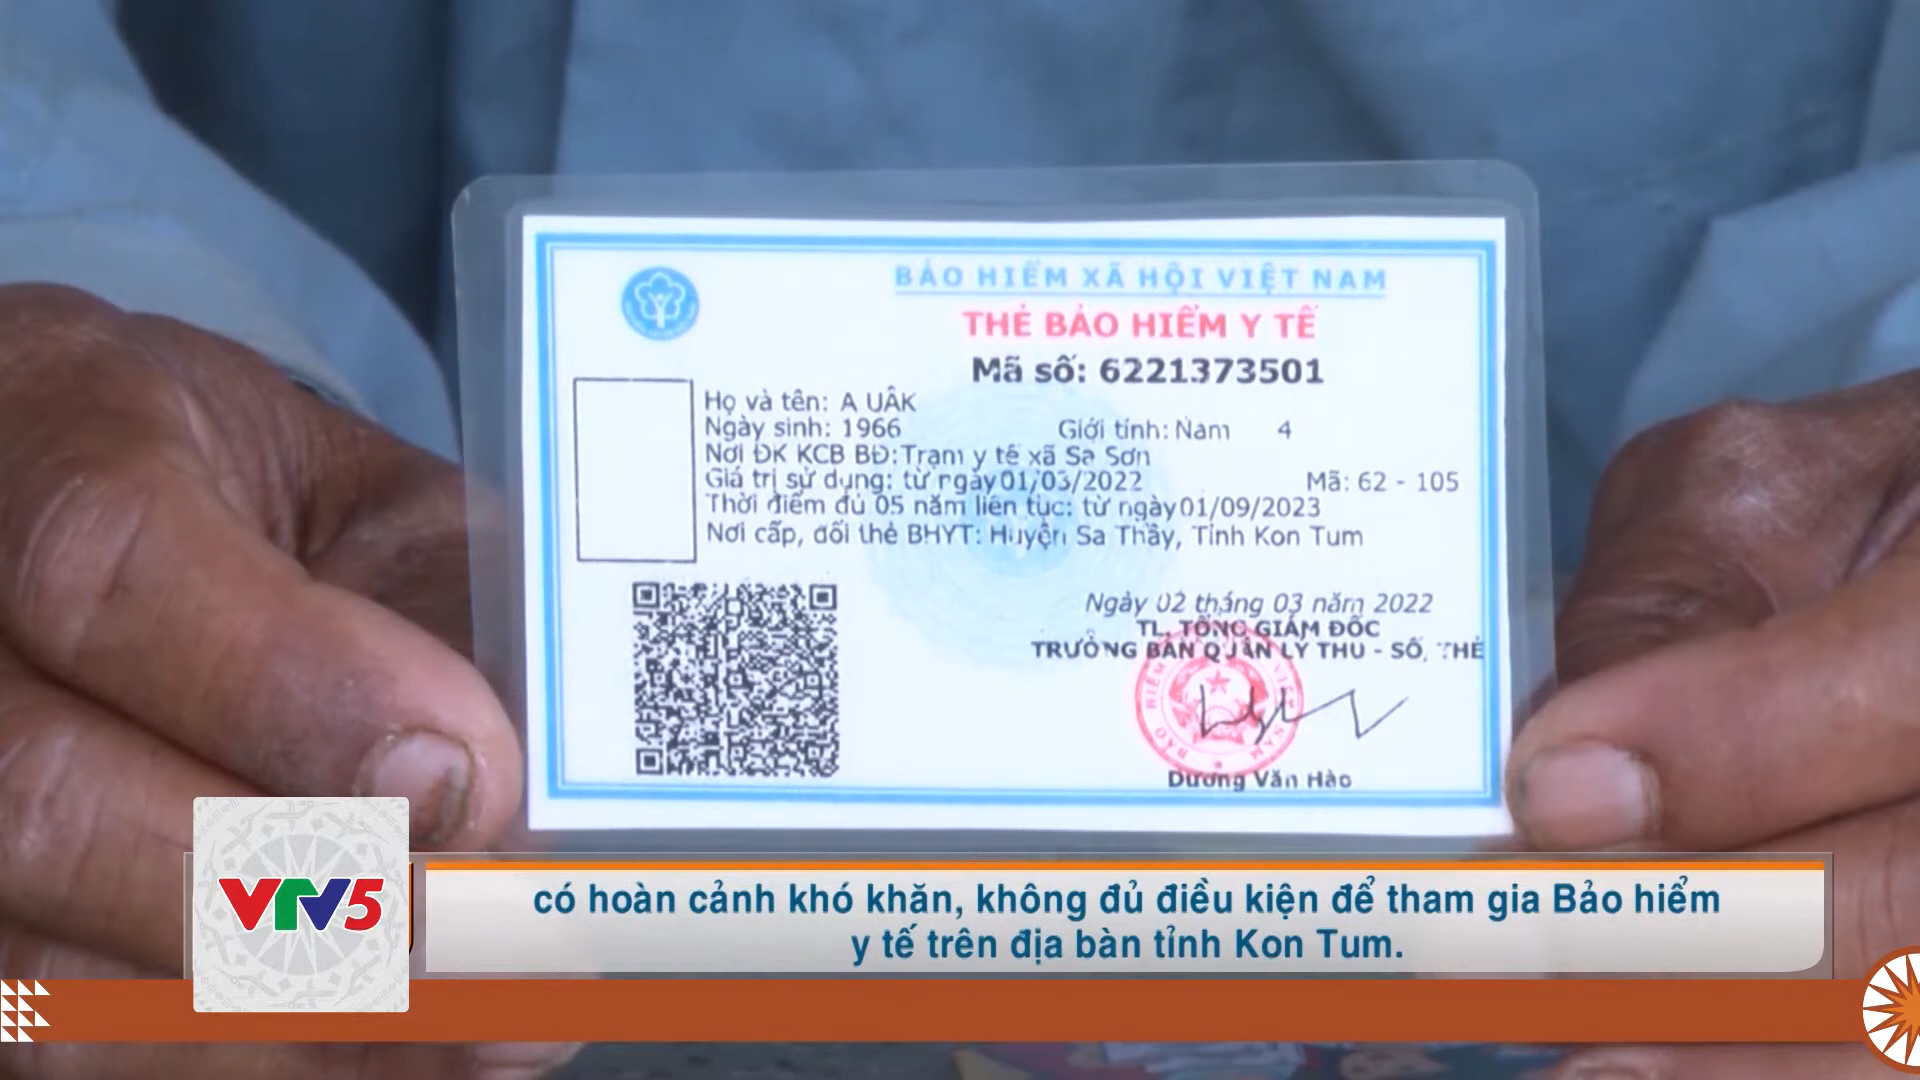 BẢO HIỂM XÃ HỘI VIỆT NAM
THẺ BẢO HIỂM Y TẾ
Mã số: 6221373501
Họ và tên: A UÂK
Ngày sinh: 1966 Giới tính: Nam 4
Nơi ĐK KCB BĐ: Trạm y tế xã Sa Sơn
Giá trị sử dụng: từ ngày 01/03/2022 Mã: 62 - 105
Thời điểm đủ 05 năm liên tục: từ ngày 01/09/2023
Nơi cấp, đổi thẻ BHYT: Huyện Sa Thầy, Tỉnh Kon Tum
Ngày 02 tháng 03 năm 2022
TL. TỔNG GIÁM ĐỐC
TRƯỞNG BAN QUẢN LÝ THU - SỔ, THẺ
Dương Văn Hào
VTV5
có hoàn cảnh khó khăn, không đủ điều kiện để tham gia Bảo hiểm
y tế trên địa bàn tỉnh Kon Tum.